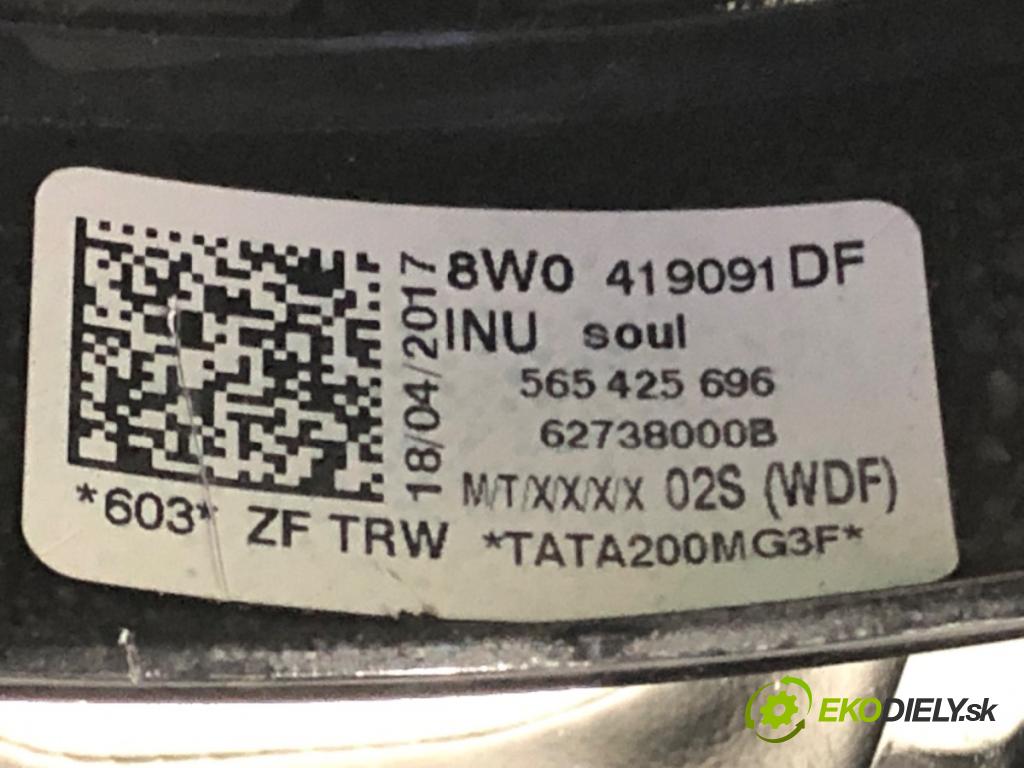 8W0 419091 DF
INU soul
565 425 696
62738000B
M/T/X/X/X/X 02S (WDF)
*603* ZF TRW *TATA200MG3F*
18/04/2017
EKODIELY.sk